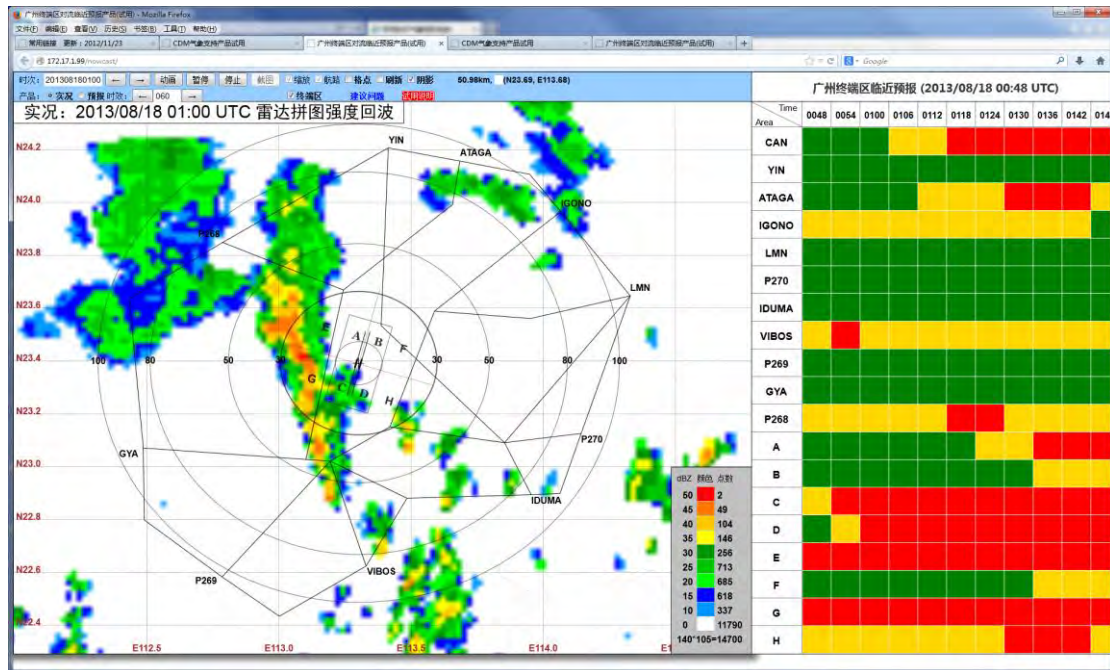 广州终端区对流临近预报产品(试用) - Mozilla Firefox
文件(F) 编辑(E) 查看(V) 历史(S) 书签(B) 工具(T) 帮助(H)
常用链接 更新:2012/11/23 CDM气象支持产品试用 广州终端区对流临近预报产品(试用) × CDM气象支持产品试用 广州终端区对流临近预报产品(试用) +
172.17.1.99/nowcast/ Google
时次: 201308180100 ← → 动画 暂停 停止 截图 缩放 航路 格点 刷新 阴影 50.98km, (N23.69, E113.68)
产品: 实况 预报 时效: ← 060 → 终端区 建议问题 试用说明
实况:2013/08/18 01:00 UTC 雷达拼图强度回波
YIN
ATAGA
N24.2
N24.0
IGONO
P268
N23.8
LMN
N23.6
E A B F
N23.4
100 80 50 30 30 50 80 100
G C D H
N23.2
P270
GYA
N23.0
IDUMA
N22.8
VIBOS
N22.6
P269
N22.4
E112.5 E113.0 E113.5 E114.0
dBZ 颜色 点数
50 2
45 49
40 104
35 146
30 256
25 713
20 685
15 618
10 337
0 11790
140*105=14700
广州终端区临近预报 (2013/08/18 00:48 UTC)
Time
Area
0048 0054 0100 0106 0112 0118 0124 0130 0136 0142
CAN
YIN
ATAGA
IGONO
LMN
P270
IDUMA
VIBOS
P269
GYA
P268
A
B
C
D
E
F
G
H